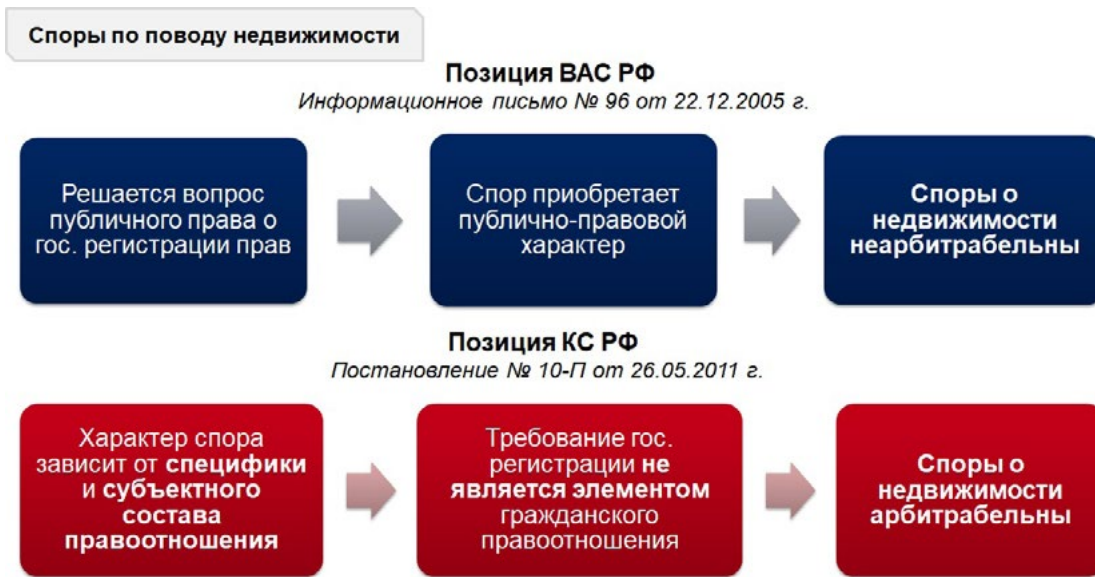 Споры по поводу недвижимости
Позиция ВАС РФ
Информационное письмо № 96 от 22.12.2005 г.
Решается вопрос
публичного права о
гос. регистрации прав
Спор приобретает
публично-правовой
характер
Споры о
недвижимости
неарбитрабельны
Позиция КС РФ
Постановление № 10-П от 26.05.2011 г.
Характер спора
зависит от специфики
и субъектного
состава
правоотношения
Требование гос.
регистрации не
является элементом
гражданского
правоотношения
Споры о
недвижимости
арбитрабельны